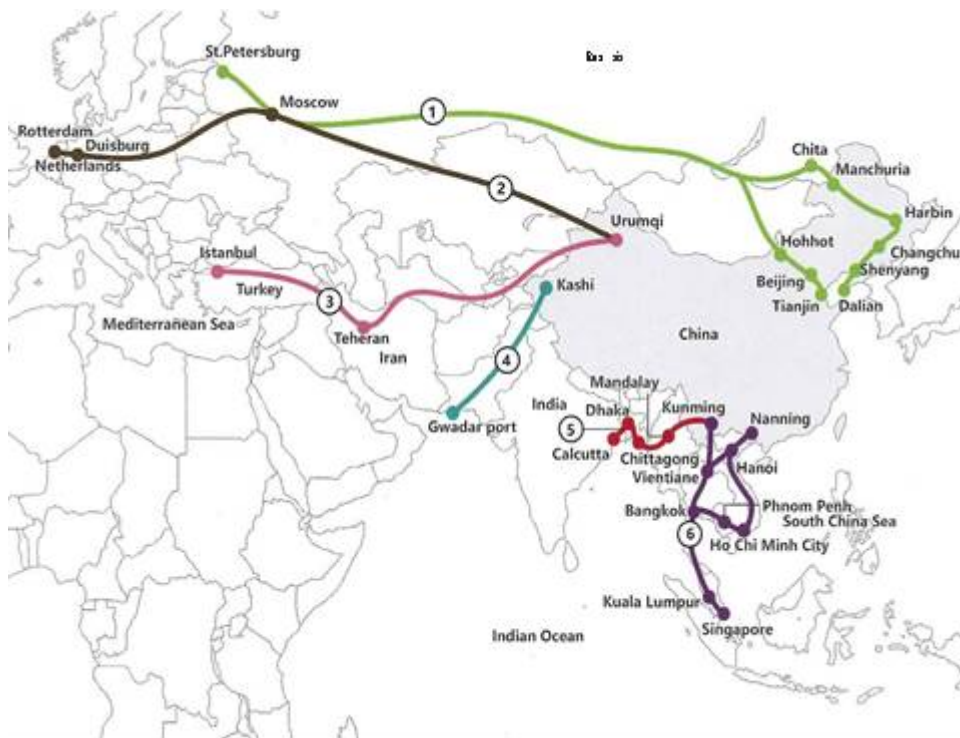 St.Petersburg
Moscow
1
Rotterdam
Duisburg
Netherlands
2
Chita
Manchuria
Harbin
Urumqi
Hohhot
Changchu
Shenyang
Beijing
Tianjin
Dalian
Istanbul
Turkey
3
Kashi
Mediterranean Sea
Teheran
Iran
China
4
Mandalay
India
Dhaka
Kunming
Nanning
Gwadar port
5
Calcutta
Chittagong
Hanoi
Vientiane
Bangkok
Phnom Penh
South China Sea
6
Ho Chi Minh City
Kuala Lumpur
Singapore
Indian Ocean